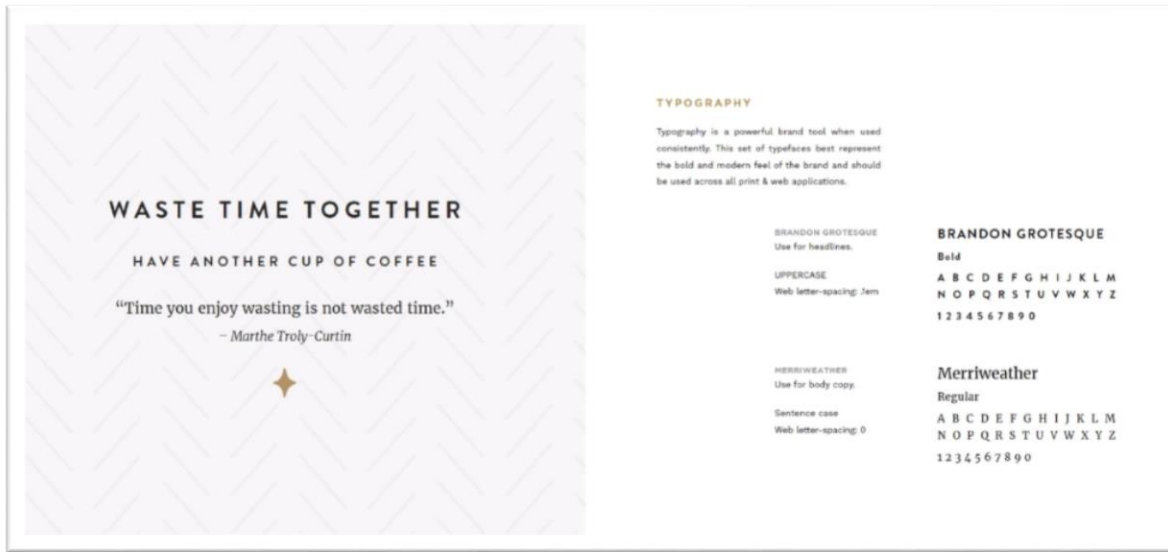 WASTE TIME TOGETHER
HAVE ANOTHER CUP OF COFFEE
“Time you enjoy wasting is not wasted time.”
– Marthe Troly-Curtin
TYPOGRAPHY
Typography is a powerful brand tool when used
consistently. This set of typefaces best represent
the bold and modern feel of the brand and should
be used across all print & web applications.
BRANDON GROTESQUE
Use for headlines.
UPPERCASE
Web letter-spacing:
BRANDON GROTESQUE
Bold
A B C D E F G H I J K L M
N O P Q R S T U V W X Y Z
1 2 3 4 5 6 7 8 9 0
MERRIWEATHER
Use for body copy.
Sentence case
Web letter-spacing: 0
Merriweather
Regular
A B C D E F G H I J K L M
N O P Q R S T U V W X Y Z
1 2 3 4 5 6 7 8 9 0